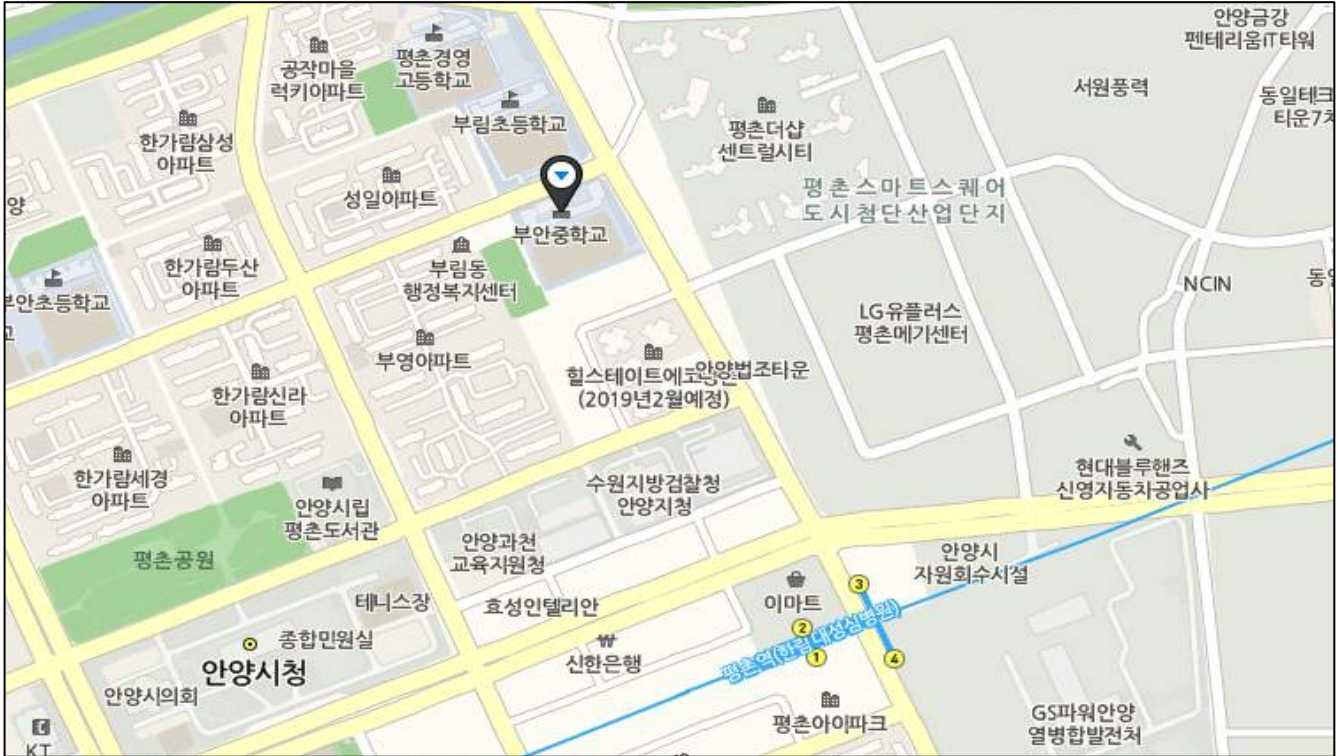 안양금강
펜테리움IT타워
공작마을
럭키아파트
평촌경영
고등학교
서원풍력
동일테크
타운7차
한가람삼성
아파트
부림초등학교
평촌더샵
센트럴시티
성일아파트
평촌스마트스퀘어
도시첨단산업단지
양
부안중학교
한가람두산
아파트
부림동
행정복지센터
NCIN
동일
부안초등학교
교
LG유플러스
평촌메가센터
부영아파트
힐스테이트에코
안양법조타운
(2019년2월예정)
한가람신라
아파트
한가람세경
아파트
현대블루핸즈
신영자동차공업사
안양시립
평촌도서관
수원지방검찰청
안양지청
평촌공원
안양과천
교육지원청
안양시
자원회수시설
테니스장
효성인텔리안
이마트
3
2
1
4
평촌역(한림대성심병원)
종합민원실
안양시청
신한은행
안양시의회
평촌아이파크
GS파워안양
열병합발전처
KT